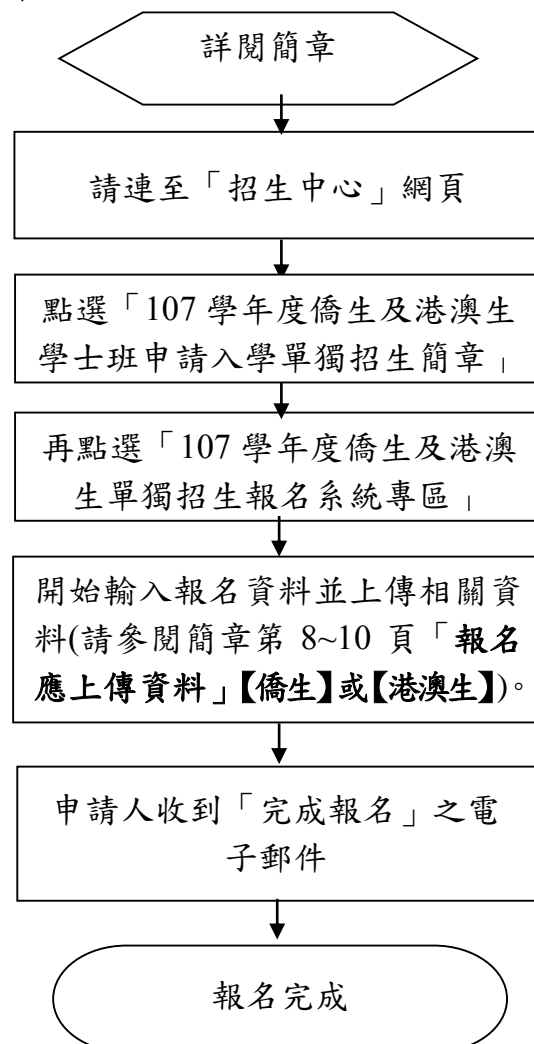 詳閱簡章
請連至「招生中心」網頁
點選「107 學年度僑生及港澳生
學士班申請入學單獨招生簡章」
再點選「107 學年度僑生及港澳
生單獨招生報名系統專區」
開始輸入報名資料並上傳相關資
料(請參閱簡章第 8~10 頁「報名
應上傳資料」【僑生】或【港澳生】)。
申請人收到「完成報名」之電
子郵件
報名完成